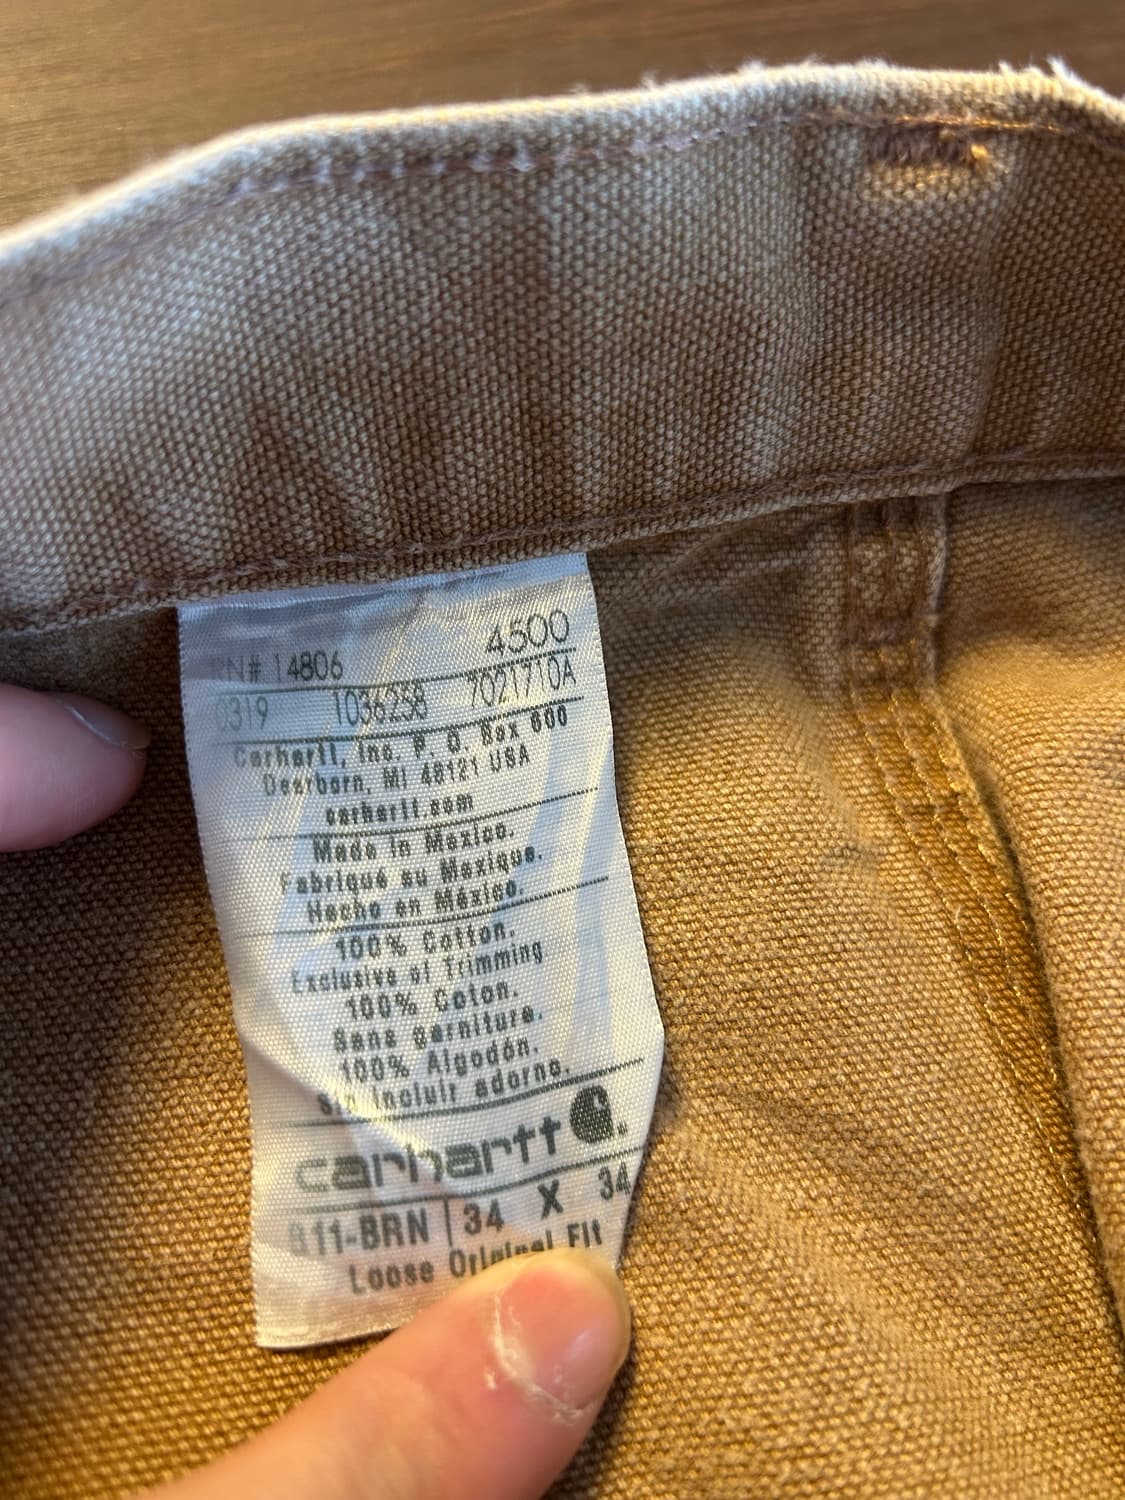 4500
RN# 14806
0319 1036258 7021710A
Carhartt, Inc. P. O. Box 600
Dearborn, MI 48121 USA
carhartt.com
Made in Mexico.
Fabriqué au Mexique.
Hecho en México.
100% Cotton.
Exclusive of Trimming
100% Coton.
Sans garniture.
100% Algodón.
Sin incluir adorno.
carhartt
B11-BRN | 34 X 34
Loose Original Fit